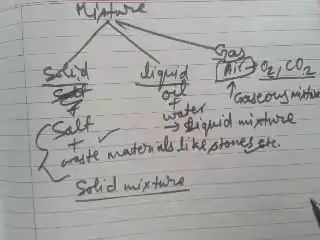 Mixture
Solid
liquid
Gas
Air → O2, CO2
Gaseous mixture
oil
+
water
→ liquid mixture
Salt
+
waste materials like stones etc.
Solid mixture